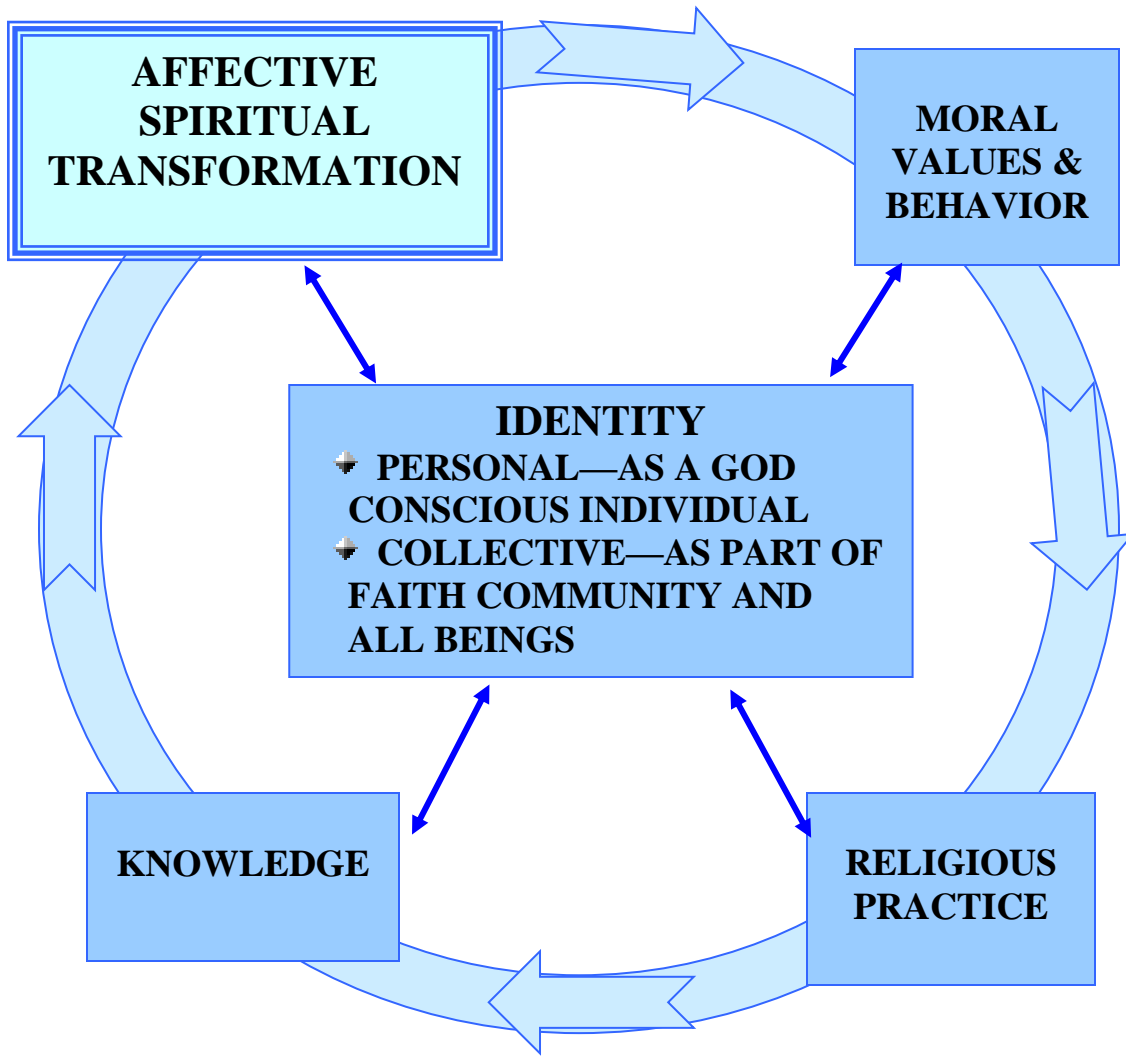 AFFECTIVE
SPIRITUAL
TRANSFORMATION
MORAL
VALUES &
BEHAVIOR
IDENTITY
PERSONAL—AS A GOD
CONSCIOUS INDIVIDUAL
COLLECTIVE—AS PART OF
FAITH COMMUNITY AND
ALL BEINGS
KNOWLEDGE
RELIGIOUS
PRACTICE